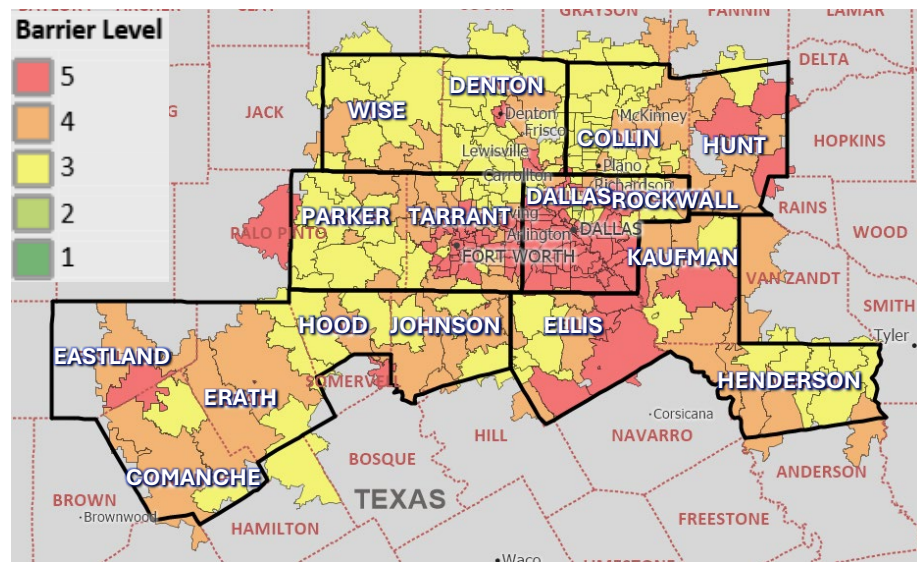 Barrier Level
5
4
3
2
1
GRAYSON
FANNIN
LAMAR
DELTA
JACK
WISE
DENTON
Denton
Frisco
McKinney
COLLIN
HUNT
HOPKINS
Lewisville
Plano
Carrollton
Richardson
DALLAS
ROCKWALL
RAINS
PARKER
TARRANT
PALO PINTO
Arlington
DALLAS
WOOD
FORT WORTH
KAUFMAN
VAN ZANDT
SMITH
HOOD
JOHNSON
ELLIS
Tyler
EASTLAND
SOMERVELL
HENDERSON
ERATH
Corsicana
HILL
NAVARRO
BOSQUE
COMANCHE
ANDERSON
BROWN
TEXAS
Brownwood
FREESTONE
HAMILTON
Waco